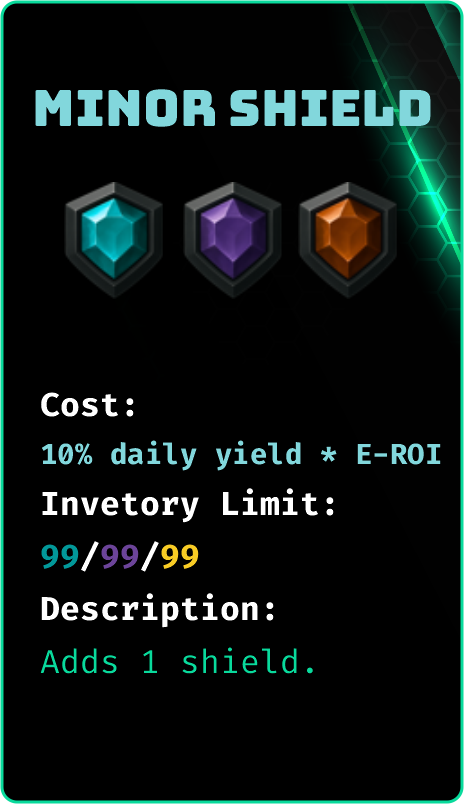 MINOR SHIELD
Cost:
10% daily yield * E-ROI
Invetory Limit:
99/99/99
Description:
Adds 1 shield.